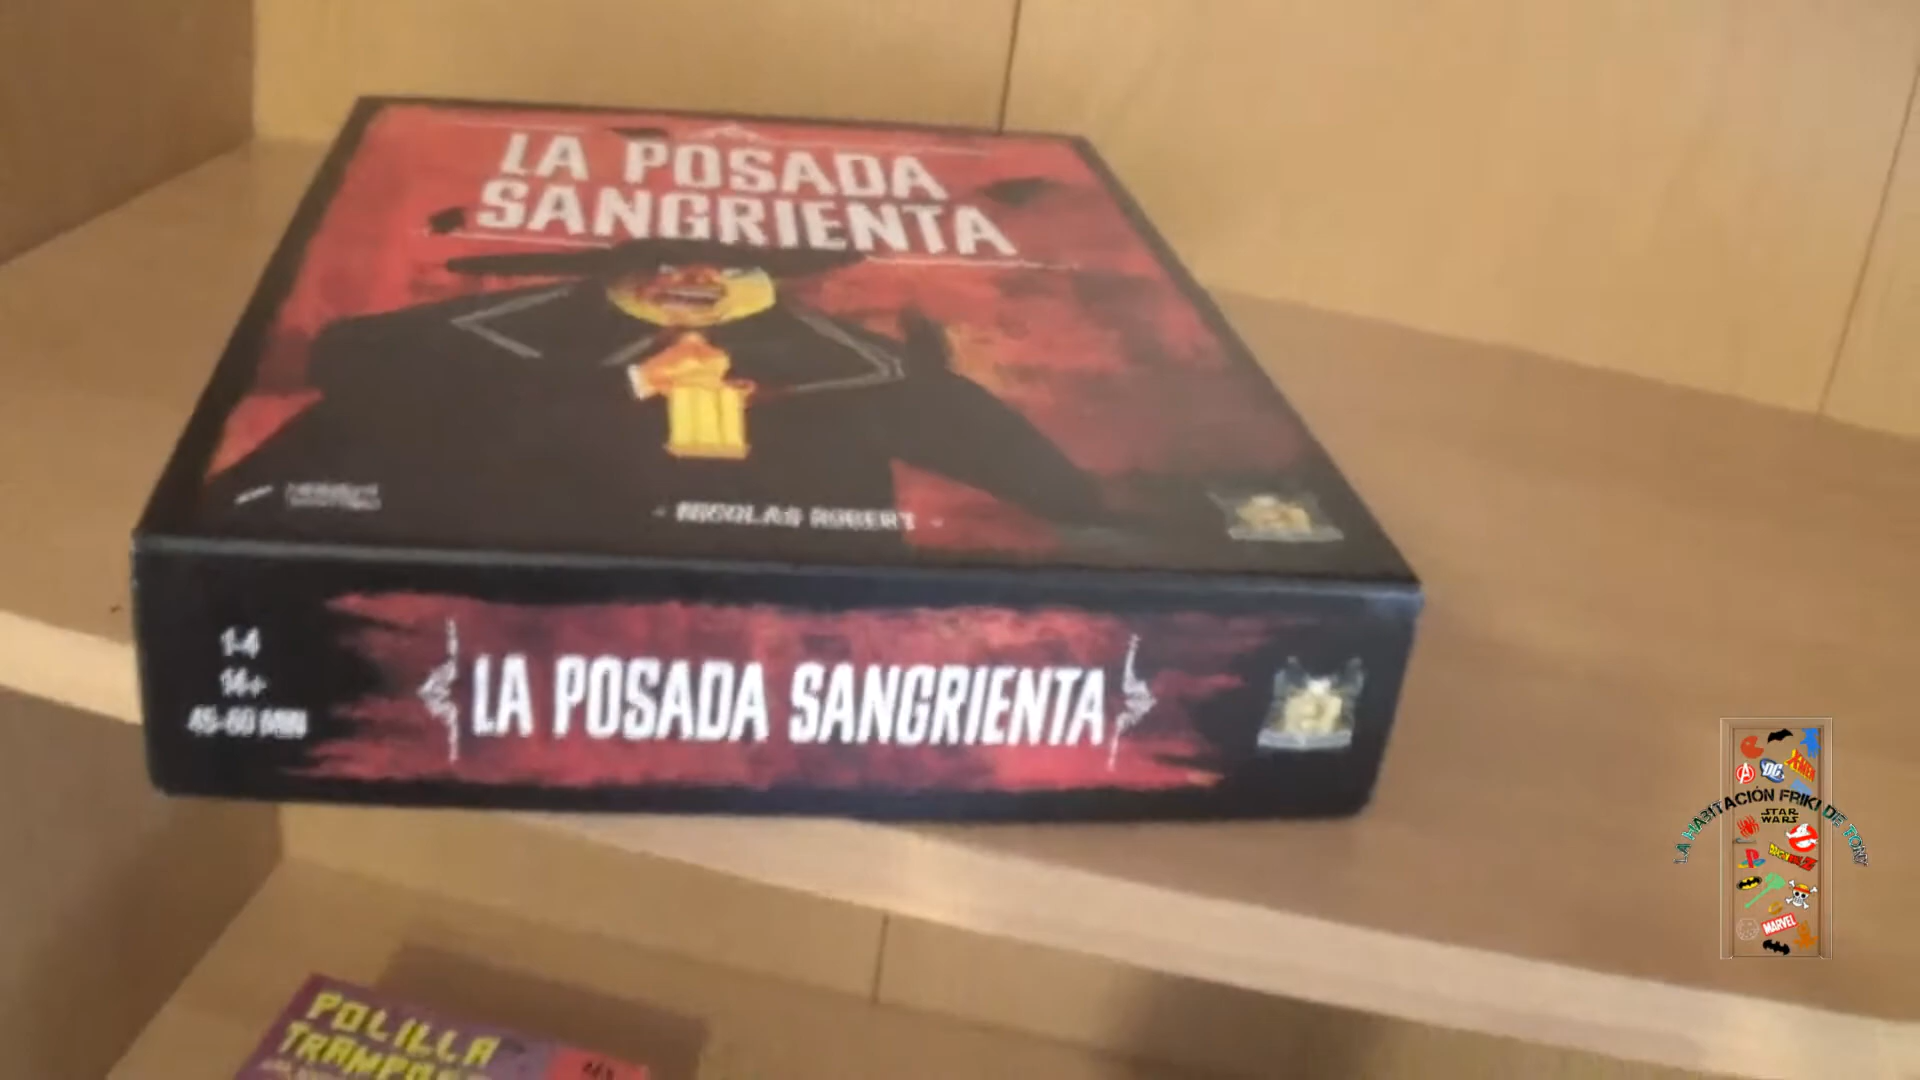 LA POSADA
SANGRIENTA
- NICOLAS ROBERT -
1-4
14+
45-60 MIN
LA POSADA SANGRIENTA
POLILLA
DC
X-MEN
LA HABITACIÓN FRIKI DE TONY
STAR
WARS
MARVEL